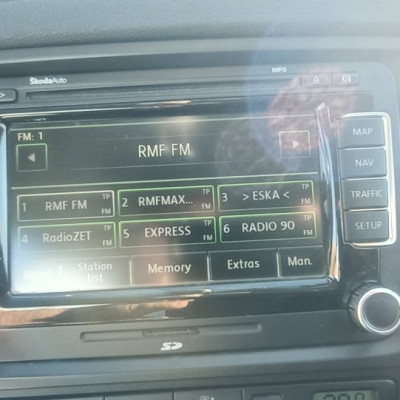 ŠkodaAuto
MP3
FM: 1
RMF FM
1 RMF FM TP FM
2 RMFMAX... TP FM
3 > ESKA < TP FM
4 RadioZET TP FM
5 EXPRESS TP FM
6 RADIO 90 TP FM
Station list
Memory
Extras
Man.
MAP
NAV
TRAFFIC
SETUP
SD